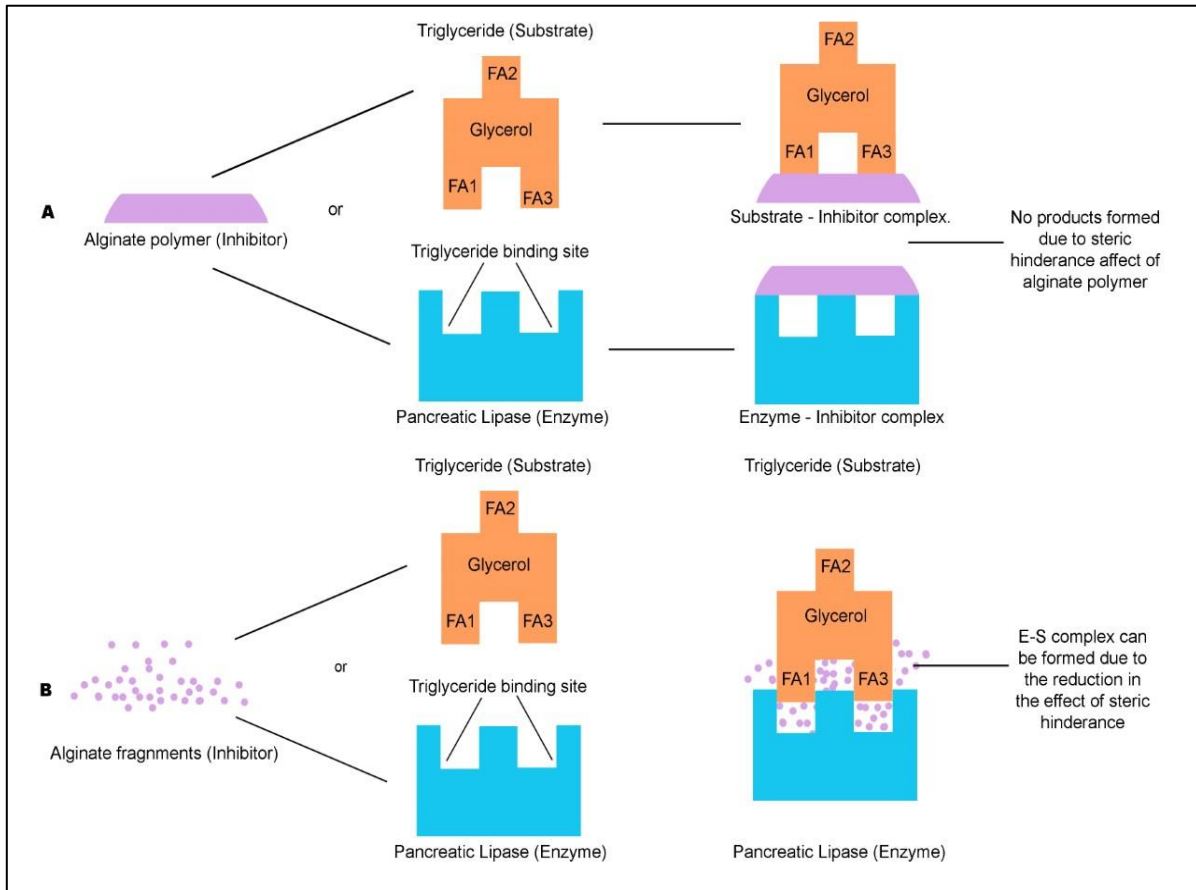 Triglyceride (Substrate)
FA2
Glycerol
FA1
FA3
FA2
Glycerol
FA1
FA3
A
Alginate polymer (Inhibitor)
or
Substrate - Inhibitor complex.
Triglyceride binding site
No products formed
due to steric
hinderance affect of
alginate polymer
Pancreatic Lipase (Enzyme)
Enzyme - Inhibitor complex
Triglyceride (Substrate)
Triglyceride (Substrate)
FA2
Glycerol
FA1
FA3
FA2
Glycerol
FA1
FA3
B
Alginate fragnments (Inhibitor)
or
Triglyceride binding site
E-S complex can
be formed due to
the reduction in
the effect of steric
hinderance
Pancreatic Lipase (Enzyme)
Pancreatic Lipase (Enzyme)